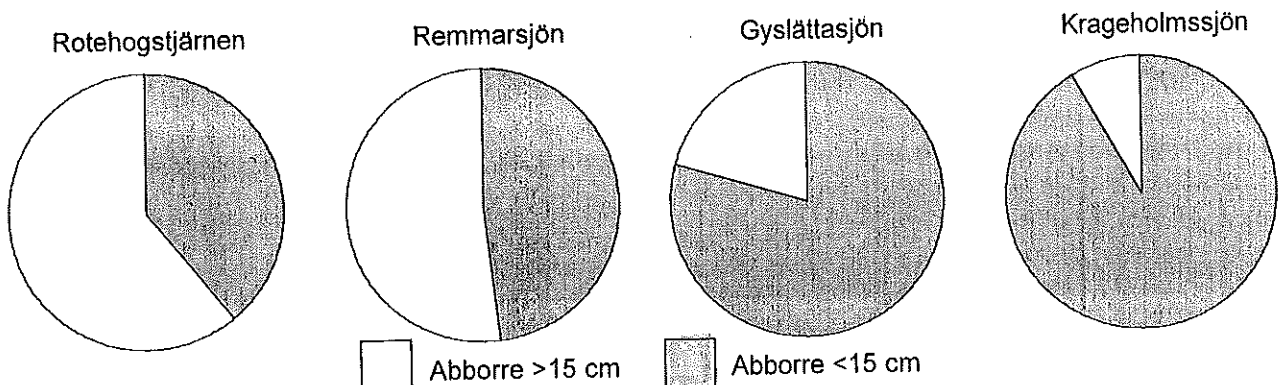 Rotehogstjärnen
Remmarsjön
Gyslättasjön
Krageholmssjön
Abborre >15 cm
Abborre <15 cm